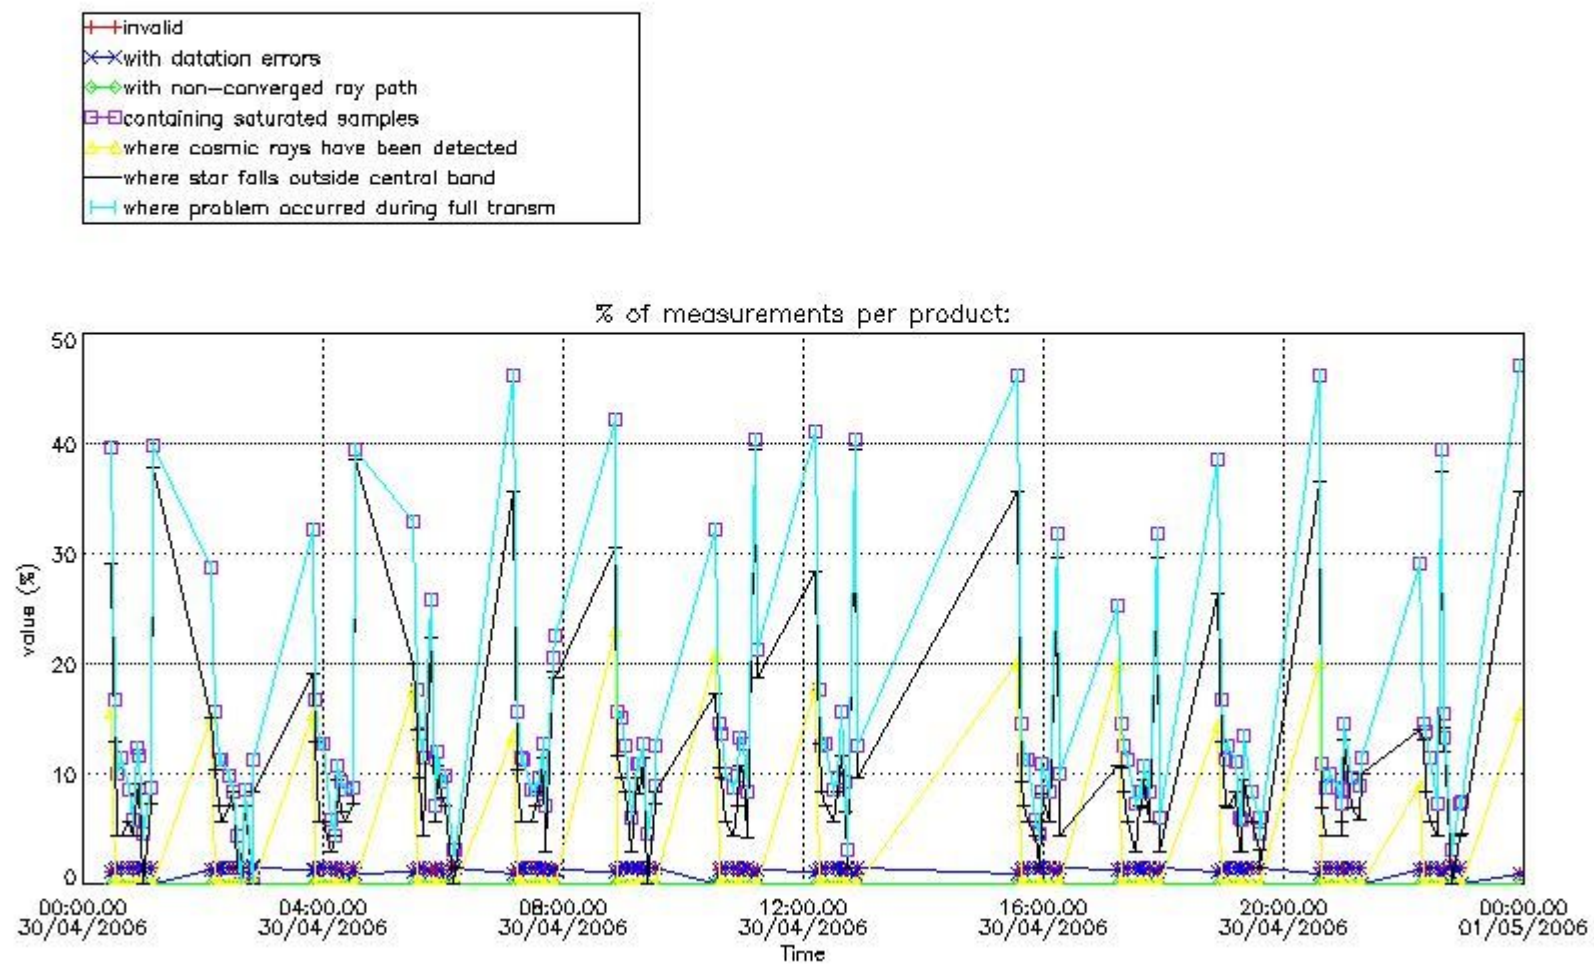 invalid
with datation errors
with non-converged ray path
containing saturated samples
where cosmic rays have been detected
where star falls outside central band
where problem occurred during full transm
% of measurements per product:
50
40
30
20
10
0
value (%)
00:00:00 04:00:00 08:00:00 12:00:00 16:00:00 20:00:00 00:00:00
30/04/2006 30/04/2006 30/04/2006 30/04/2006 30/04/2006 30/04/2006 01/05/2006
Time